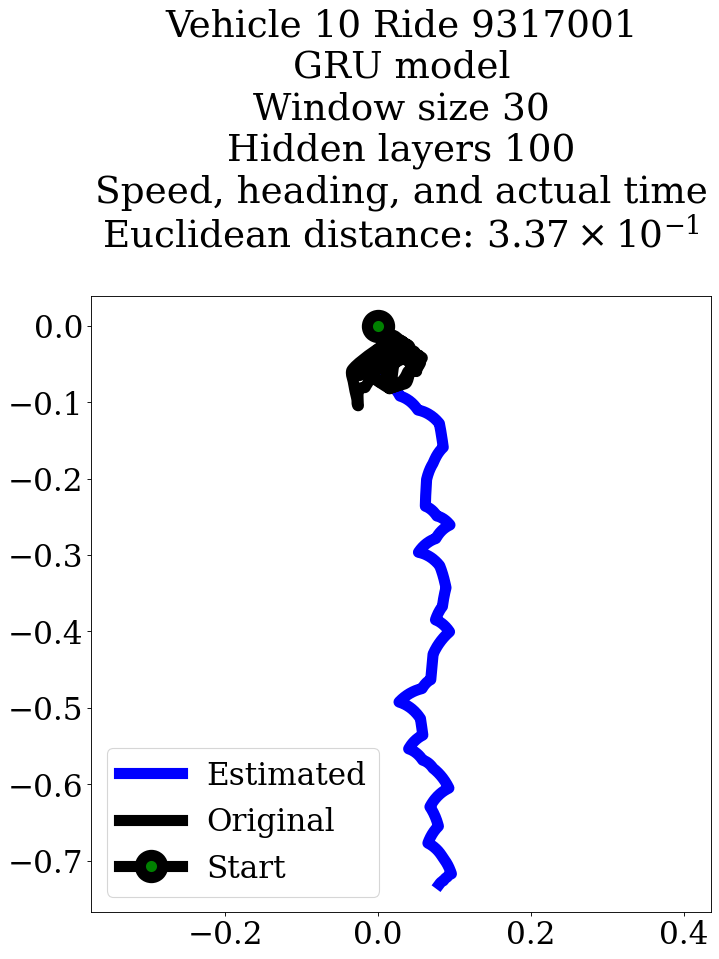 Vehicle 10 Ride 9317001
GRU model
Window size 30
Hidden layers 100
Speed, heading, and actual time
Euclidean distance: 3.37 × 10⁻¹
0.0
−0.1
−0.2
−0.3
−0.4
−0.5
−0.6
−0.7
Estimated
Original
Start
−0.2 0.0 0.2 0.4